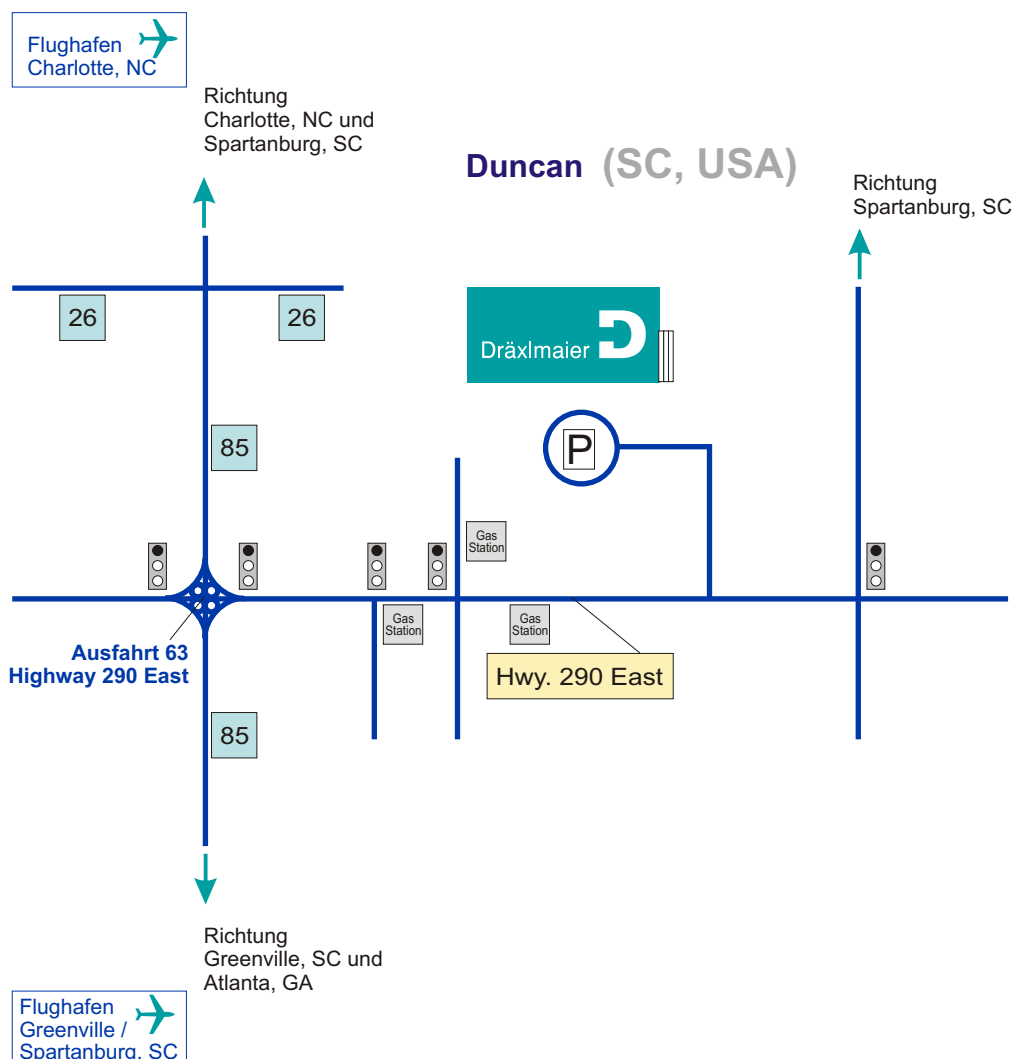 Flughafen
Charlotte, NC
Richtung
Charlotte, NC und
Spartanburg, SC
Duncan (SC, USA)
Richtung
Spartanburg, SC
26
26
Dräxlmaier D
85
P
Gas
Station
Gas
Station
Gas
Station
Ausfahrt 63
Highway 290 East
Hwy. 290 East
85
Richtung
Greenville, SC und
Atlanta, GA
Flughafen
Greenville /
Spartanburg, SC